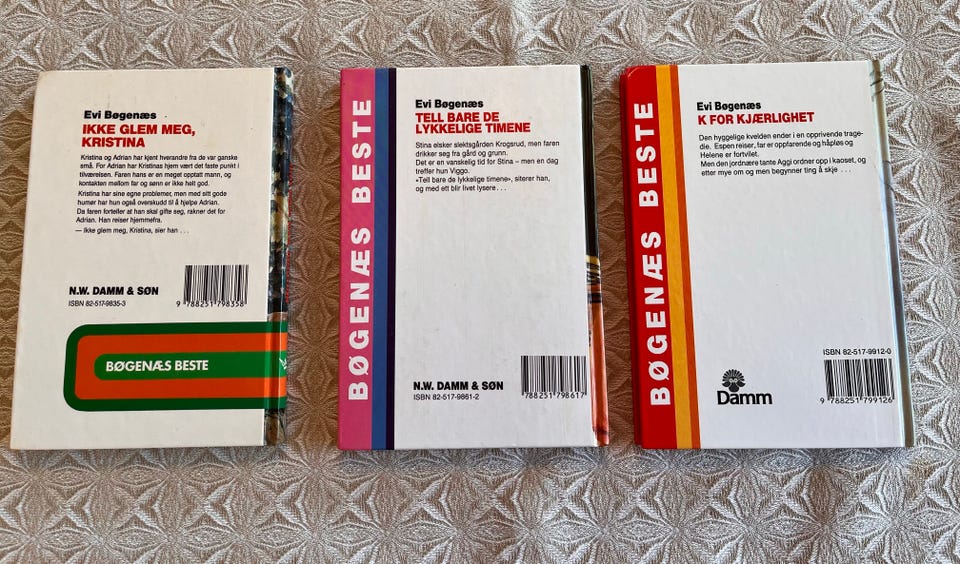 Evi Bøgenæs
IKKE GLEM MEG,
KRISTINA
Kristina og Adrian har kjent hverandre fra de var ganske
små. For Adrian har Kristinas hjem vært det faste punkt i
tilværelsen. Faren hans er en meget opptatt mann, og
kontakten mellom far og sønn er ikke helt god.
Kristina har sine egne problemer, men med sitt gode
humør har hun også overskudd til å hjelpe Adrian.
Da faren forteller at han skal gifte seg, rakner det for
Adrian. Han reiser hjemmefra.
— Ikke glem meg, Kristina, sier han . . .
N.W. DAMM & SØN
ISBN 82-517-9835-3
9 788251 798358
BØGENÆS BESTE
BØGENÆS BESTE
Evi Bøgenæs
TELL BARE DE
LYKKELIGE TIMENE
Stina elsker slektsgården Krogsrud, men faren
drikker seg fra gård og grunn.
Det er en vanskelig tid for Stina – men en dag
treffer hun Viggo.
«Tell bare de lykkelige timene», siterer han,
og med ett blir livet lysere . . .
N.W. DAMM & SØN
ISBN 82-517-9861-2
788251 798617
BØGENÆS BESTE
Evi Bøgenæs
K FOR KJÆRLIGHET
Den hyggelige kvelden ender i en opprivende trage-
die. Espen reiser, far er oppfarende og håpløs og
Helene er fortvilet.
Men den jordnære tante Aggi ordner opp i kaoset, og
etter mye om og men begynner ting å skje . . .
Damm
ISBN 82-517-9912-0
9 788251 799126